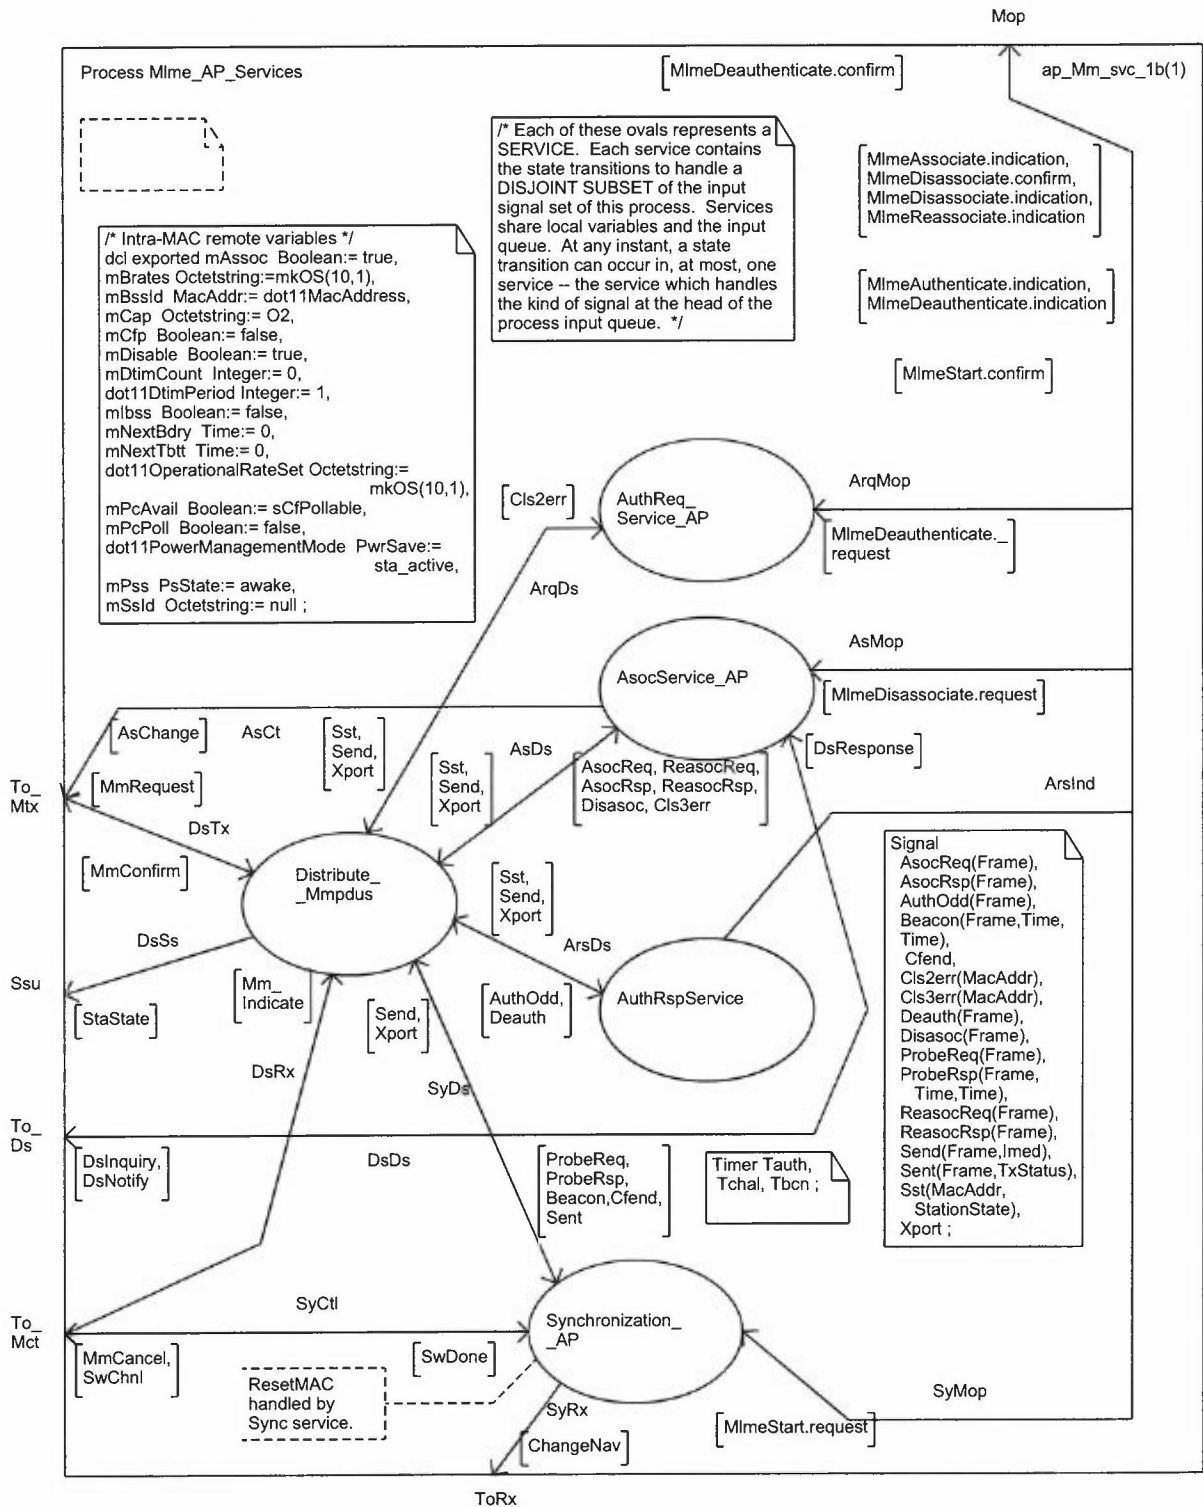 Mop
Process Mlme_AP_Services
MlmeDeauthenticate.confirm
ap_Mm_svc_1b(1)
/* Each of these ovals represents a
SERVICE. Each service contains
the state transitions to handle a
DISJOINT SUBSET of the input
signal set of this process. Services
share local variables and the input
queue. At any instant, a state
transition can occur in, at most, one
service -- the service which handles
the kind of signal at the head of the
process input queue. */
MlmeAssociate.indication,
MlmeDisassociate.confirm,
MlmeDisassociate.indication,
MlmeReassociate.indication
/* Intra-MAC remote variables */
dcl exported mAssoc Boolean:= true,
mBrates Octetstring:=mkOS(10,1),
mBssId MacAddr:= dot11MacAddress,
mCap Octetstring:= O2,
mCfp Boolean:= false,
mDisable Boolean:= true,
mDtimCount Integer:= 0,
dot11DtimPeriod Integer:= 1,
mIbss Boolean:= false,
mNextBdry Time:= 0,
mNextTbtt Time:= 0,
dot11OperationalRateSet Octetstring:=
mkOS(10,1),
mPcAvail Boolean:= sCfPollable,
mPcPoll Boolean:= false,
dot11PowerManagementMode PwrSave:=
sta_active,
mPss PsState:= awake,
mSsId Octetstring:= null ;
MlmeAuthenticate.indication,
MlmeDeauthenticate.indication
MlmeStart.confirm
Cls2err
AuthReq_
Service_AP
ArqMop
MlmeDeauthenticate._
request
ArqDs
AsocService_AP
AsMop
MlmeDisassociate.request
AsChange
AsCt
Sst,
Send,
Xport
AsDs
Sst,
Send,
Xport
AsocReq, ReasocReq,
AsocRsp, ReasocRsp,
Disasoc, Cls3err
DsResponse
ArsInd
To_
Mtx
MmRequest
DsTx
MmConfirm
Distribute_
_Mmpdus
Sst,
Send,
Xport
ArsDs
Signal
AsocReq(Frame),
AsocRsp(Frame),
AuthOdd(Frame),
Beacon(Frame,Time,
Time),
Cfend,
Cls2err(MacAddr),
Cls3err(MacAddr),
Deauth(Frame),
Disasoc(Frame),
ProbeReq(Frame),
ProbeRsp(Frame,
Time,Time),
ReasocReq(Frame),
ReasocRsp(Frame),
Send(Frame,Imed),
Sent(Frame,TxStatus),
Sst(MacAddr,
StationState),
Xport ;
DsSs
Ssu
StaState
Mm_
Indicate
Send,
Xport
AuthOdd,
Deauth
AuthRspService
DsRx
SyDs
To_
Ds
DsInquiry,
DsNotify
DsDs
ProbeReq,
ProbeRsp,
Beacon,Cfend,
Sent
Timer Tauth,
Tchal, Tbcn ;
SyCtl
To_
Mct
MmCancel,
SwChnl
SwDone
Synchronization_
_AP
ResetMAC
handled by
Sync service.
SyRx
ChangeNav
MlmeStart.request
SyMop
ToRx